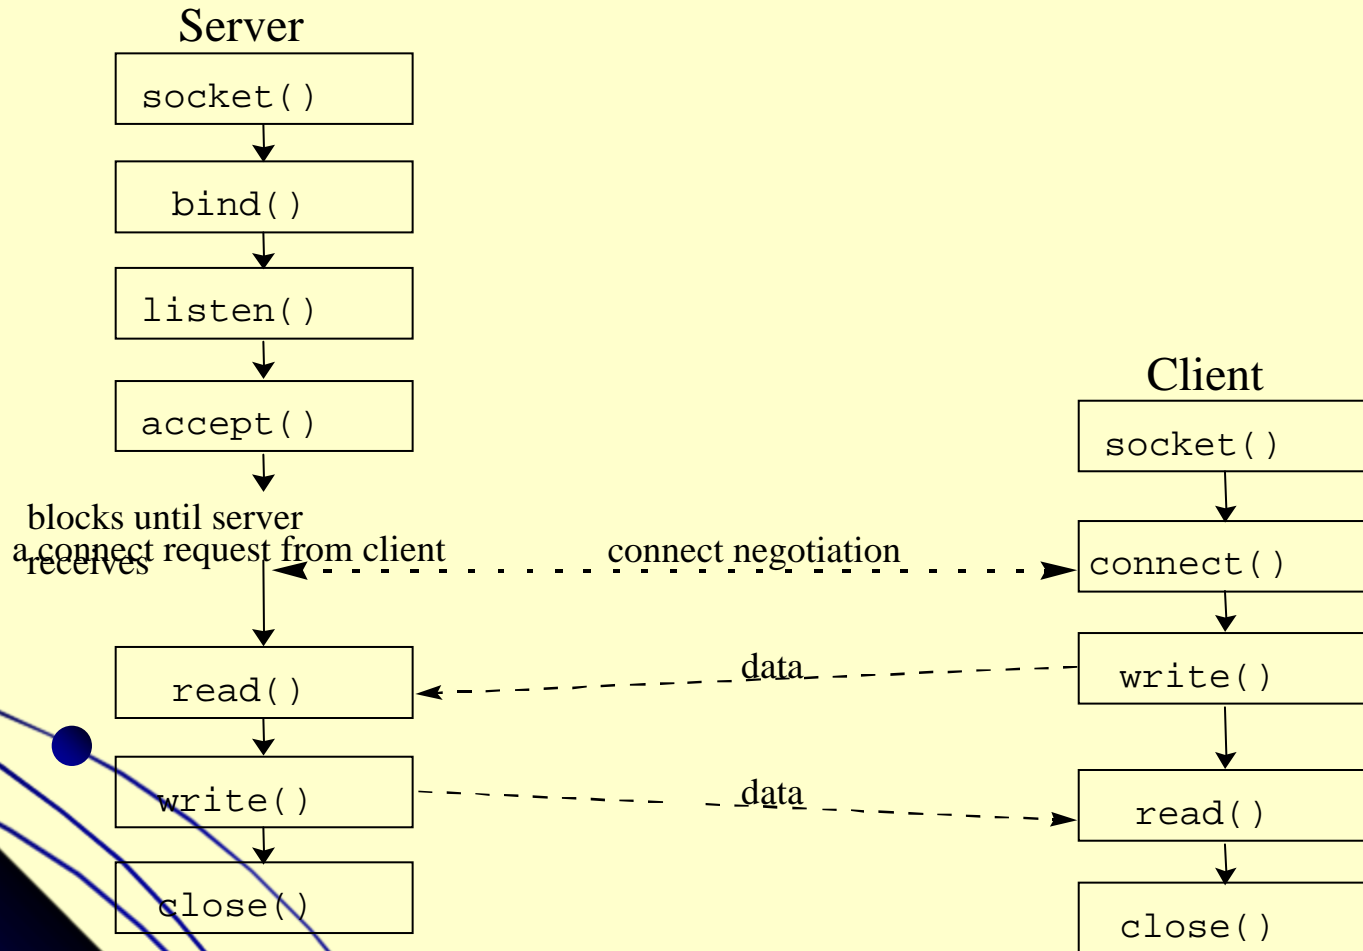 Server
socket()
bind()
listen()
accept()
blocks until server
receives
a connect request from client
connect negotiation
read()
data
write()
data
close()
Client
socket()
connect()
write()
read()
close()